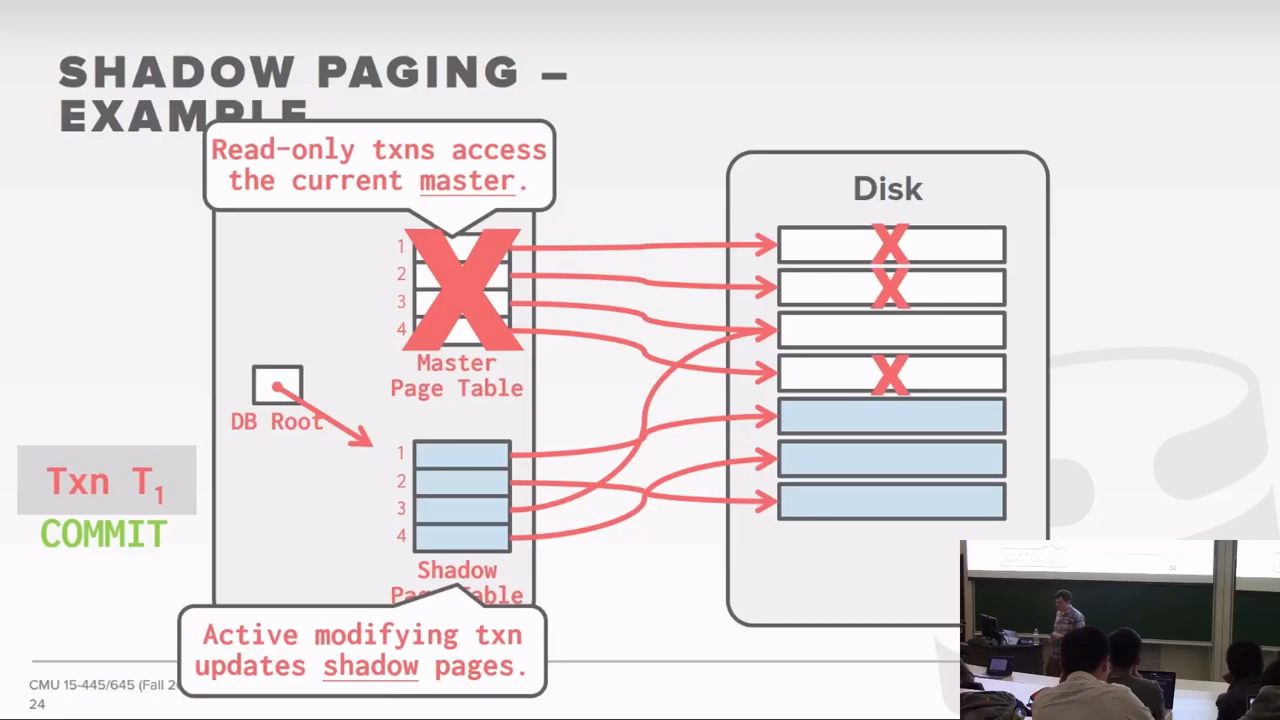 SHADOW PAGING –
EXAMPLE
Read-only txns access
the current master.
Disk
1
2
3
4
Master
Page Table
DB Root
Txn T1
COMMIT
1
2
3
4
Shadow
Page Table
Active modifying txn
updates shadow pages.
CMU 15-445/645 (Fall 20
24